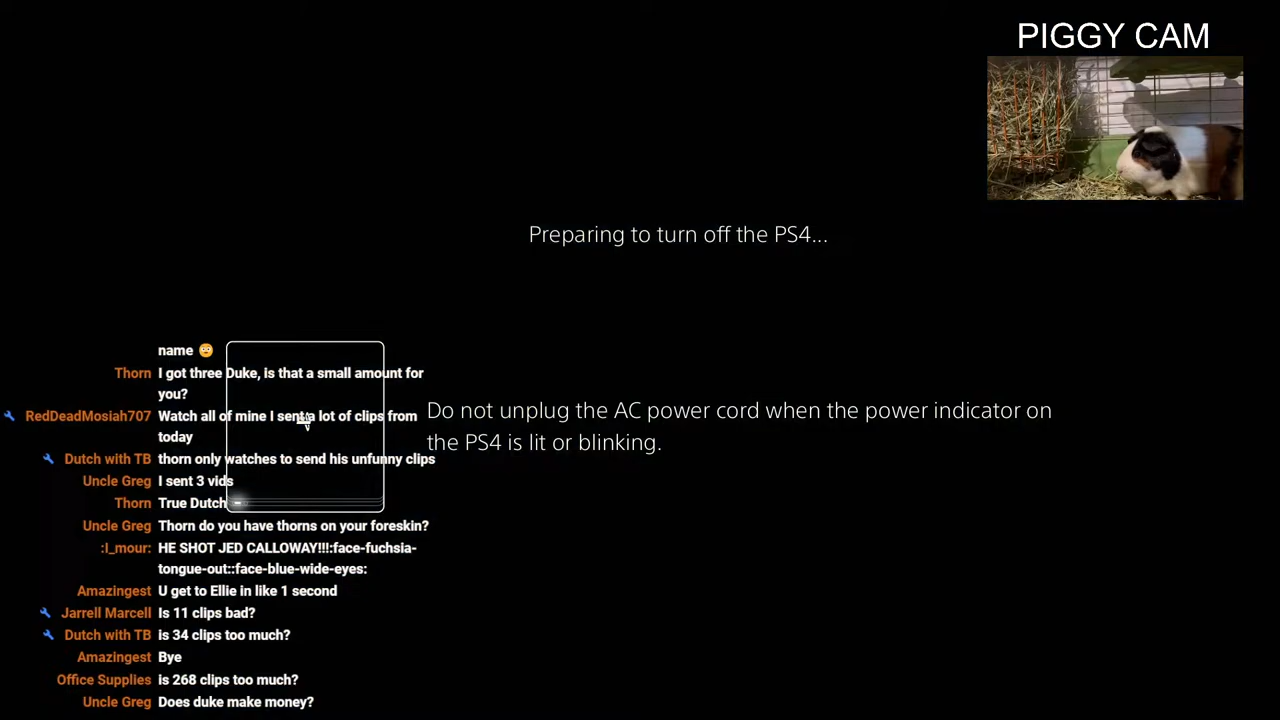 PIGGY CAM
Preparing to turn off the PS4...
name 😳
Thorn I got three Duke, is that a small amount for
you?
RedDeadMosiah707 Watch all of mine I sent a lot of clips from
today
Do not unplug the AC power cord when the power indicator on
the PS4 is lit or blinking.
Dutch with TB thorn only watches to send his unfunny clips
Uncle Greg I sent 3 vids
Thorn True Dutch
Uncle Greg Thorn do you have thorns on your foreskin?
:I_mour: HE SHOT JED CALLOWAY!!!:face-fuchsia-
tongue-out::face-blue-wide-eyes:
Amazingest U get to Ellie in like 1 second
Jarrell Marcell Is 11 clips bad?
Dutch with TB is 34 clips too much?
Amazingest Bye
Office Supplies is 268 clips too much?
Uncle Greg Does duke make money?